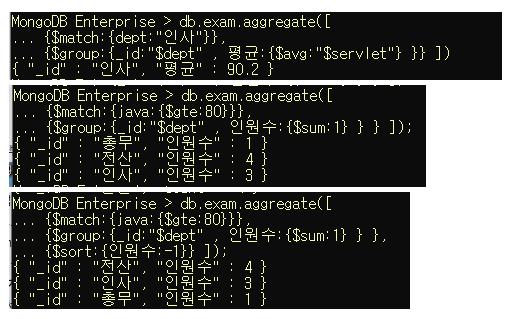 MongoDB Enterprise > db.exam.aggregate([
... {$match:{dept:"인사"}},
... {$group:{_id:"$dept" , 평균:{$avg:"$servlet"} }} ])
{ "_id" : "인사", "평균" : 90.2 }
MongoDB Enterprise > db.exam.aggregate([
... {$match:{java:{$gte:80}}},
... {$group:{_id:"$dept" , 인원수:{$sum:1} } } ]);
{ "_id" : "총무", "인원수" : 1 }
{ "_id" : "전산", "인원수" : 4 }
{ "_id" : "인사", "인원수" : 3 }
MongoDB Enterprise > db.exam.aggregate([
... {$match:{java:{$gte:80}}},
... {$group:{_id:"$dept" , 인원수:{$sum:1} } },
... {$sort:{인원수:-1}} ]);
{ "_id" : "전산", "인원수" : 4 }
{ "_id" : "인사", "인원수" : 3 }
{ "_id" : "총무", "인원수" : 1 }